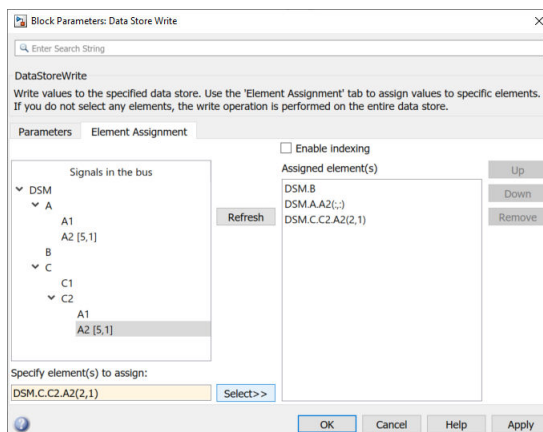 Block Parameters: Data Store Write
Enter Search String
DataStoreWrite
Write values to the specified data store. Use the 'Element Assignment' tab to assign values to specific elements.
If you do not select any elements, the write operation is performed on the entire data store.
Parameters
Element Assignment
Enable indexing
Signals in the bus
DSM
A
A1
A2 [5,1]
B
C
C1
C2
A1
A2 [5,1]
Refresh
Assigned element(s)
DSM.B
DSM.A.A2(:,:)
DSM.C.C2.A2(2,1)
Up
Down
Remove
Specify element(s) to assign:
DSM.C.C2.A2(2,1)
Select>>
OK
Cancel
Help
Apply